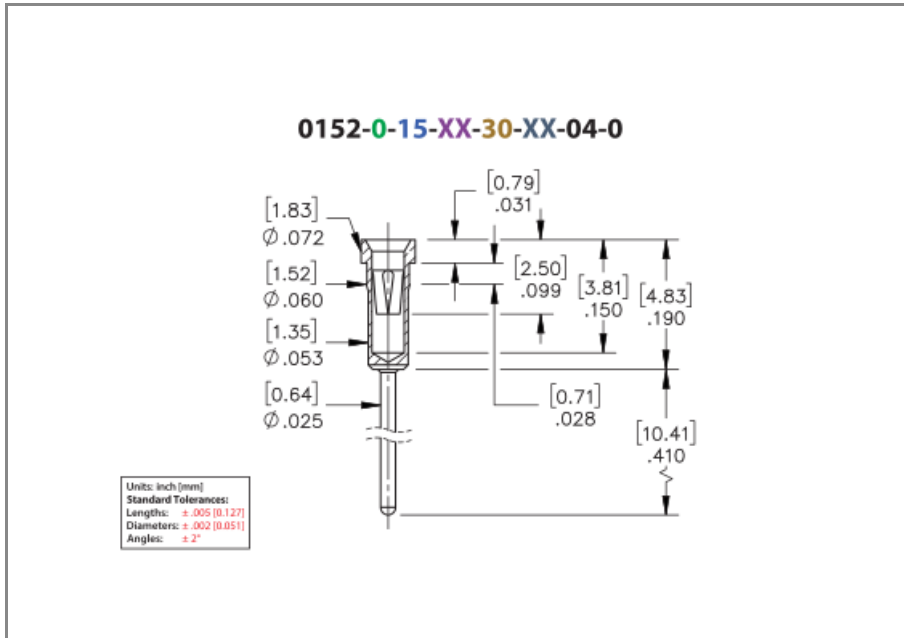 0152-0-15-XX-30-XX-04-0
[0.79]
.031
[1.83]
Ø.072
[1.52]
Ø.060
[2.50]
.099
[3.81]
.150
[4.83]
.190
[1.35]
Ø.053
[0.64]
Ø.025
[0.71]
.028
[10.41]
.410
Units: inch [mm]
Standard Tolerances:
Lengths: ± .005 [0.127]
Diameters: ± .002 [0.051]
Angles: ± 2°